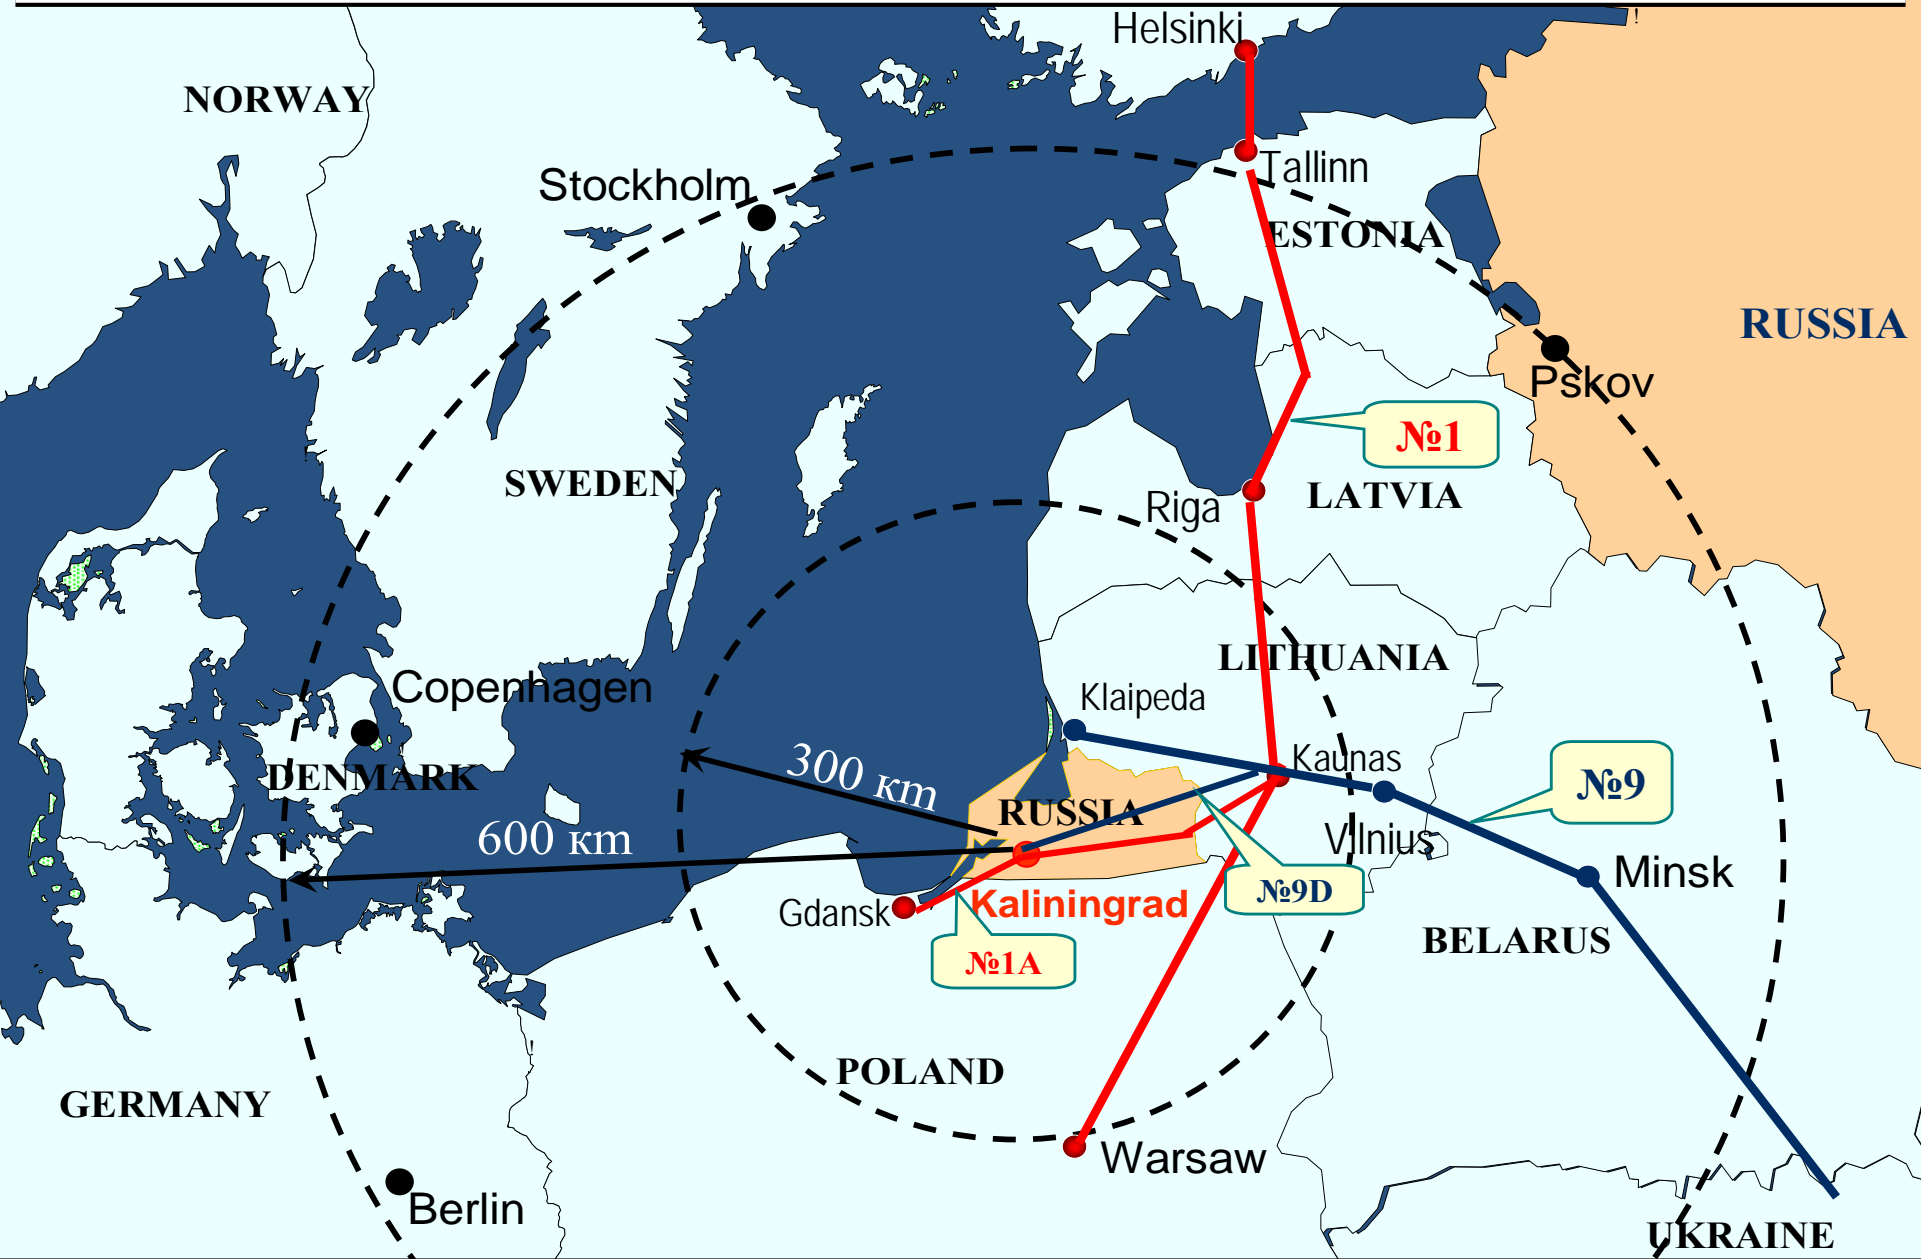 Helsinki
!
NORWAY
Tallinn
Stockholm
ESTONIA
RUSSIA
Pskov
№1
SWEDEN
LATVIA
Riga
LITHUANIA
Copenhagen
Klaipeda
Kaunas
DENMARK
300 км
№9
RUSSIA
600 км
Vilnius
Minsk
№9D
Kaliningrad
Gdansk
BELARUS
№1A
!
POLAND
GERMANY
Warsaw
Berlin
UKRAINE